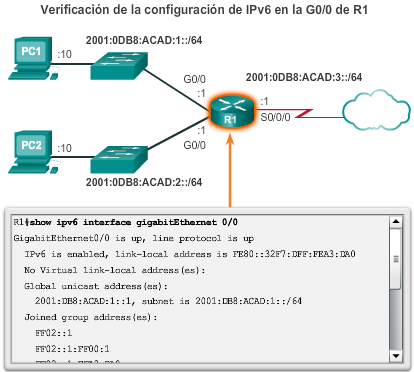 Verificación de la configuración de IPv6 en la G0/0 de R1
PC1
:10
2001:0DB8:ACAD:1::/64
G0/0
:1
2001:0DB8:ACAD:3::/64
:1
S0/0/0
R1
PC2
:10
:1
G0/0
2001:0DB8:ACAD:2::/64
R1#show ipv6 interface gigabitEthernet 0/0
GigabitEthernet0/0 is up, line protocol is up
IPv6 is enabled, link-local address is FE80::32F7:DFF:FEA3:DA0
No Virtual link-local address(es):
Global unicast address(es):
2001:DB8:ACAD:1::1, subnet is 2001:DB8:ACAD:1::/64
Joined group address(es):
FF02::1
FF02::1:FF00:1